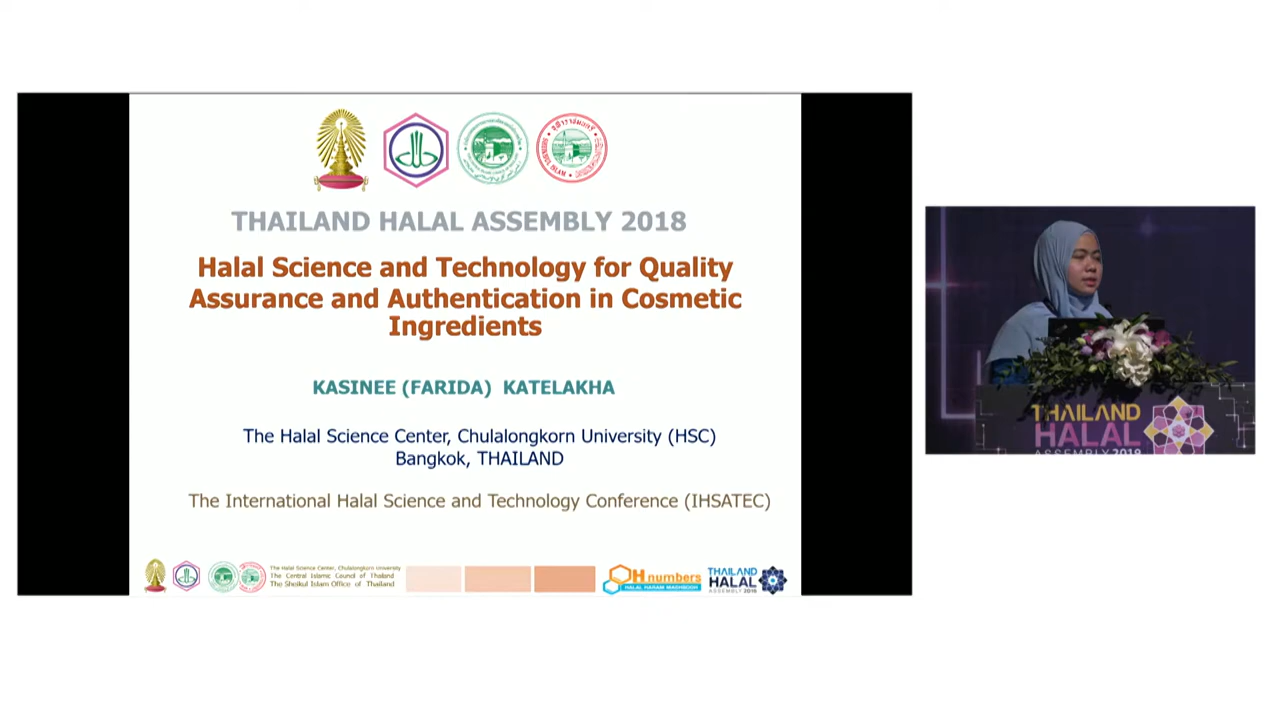 THAILAND HALAL ASSEMBLY 2018
Halal Science and Technology for Quality
Assurance and Authentication in Cosmetic
Ingredients
KASINEE (FARIDA) KATELAKHA
The Halal Science Center, Chulalongkorn University (HSC)
Bangkok, THAILAND
The International Halal Science and Technology Conference (IHSATEC)
The Halal Science Center, Chulalongkorn University
The Central Islamic Council of Thailand
The Sheikul Islam Office of Thailand
H numbers
HALAL HARAM MASHBOOH
THAILAND
HALAL
ASSEMBLY 2018
THAILAND
HALAL
ASSEMBLY 2018